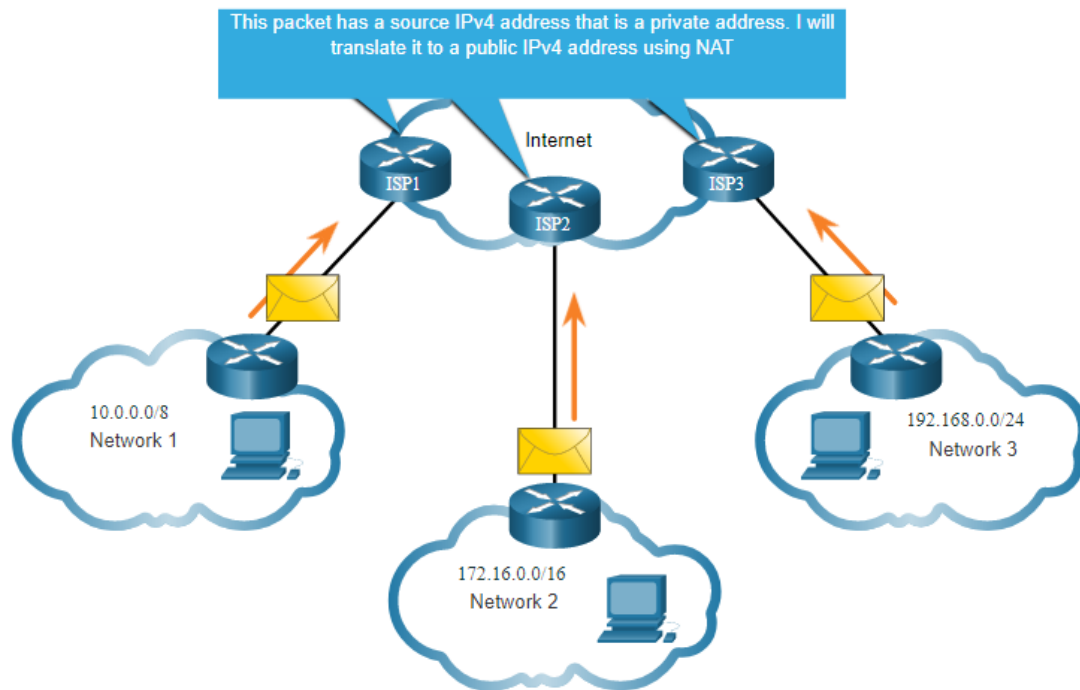 This packet has a source IPv4 address that is a private address. I will
translate it to a public IPv4 address using NAT
Internet
ISP1
ISP2
ISP3
10.0.0.0/8
Network 1
192.168.0.0/24
Network 3
172.16.0.0/16
Network 2